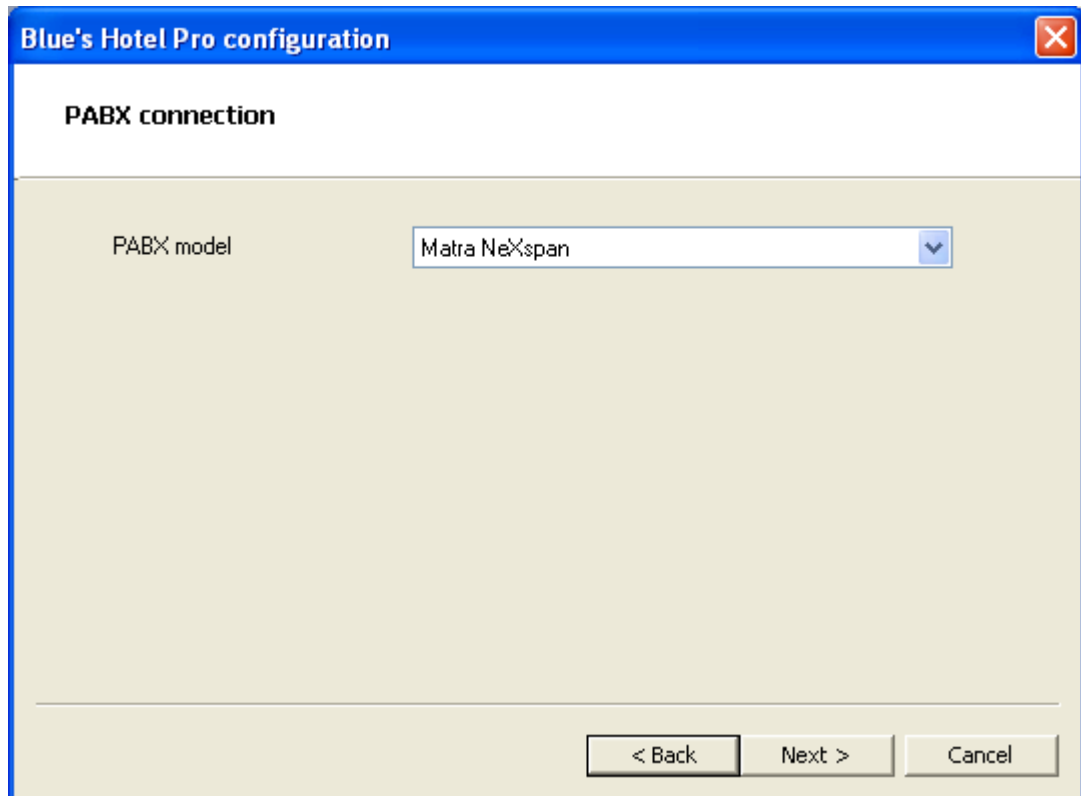 Blue's Hotel Pro configuration
PABX connection
PABX model Matra NeXspan
< Back Next > Cancel